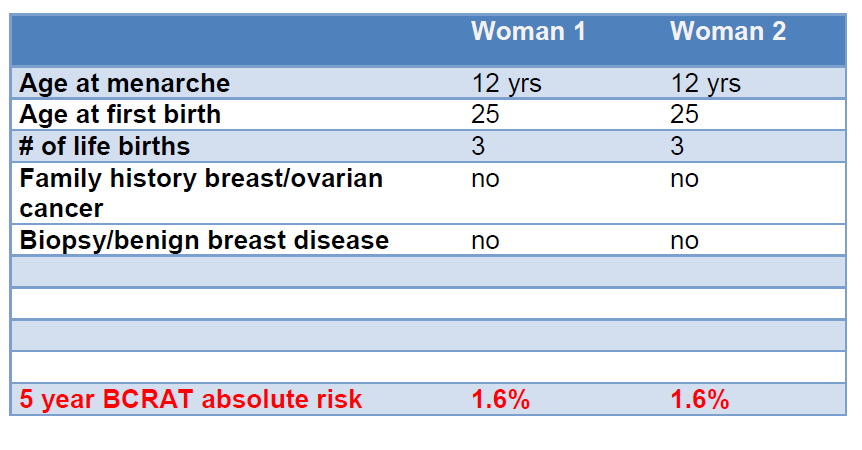 Woman 1 Woman 2
Age at menarche 12 yrs 12 yrs
Age at first birth 25 25
# of life births 3 3
Family history breast/ovarian no no
cancer
Biopsy/benign breast disease no no
5 year BCRAT absolute risk 1.6% 1.6%